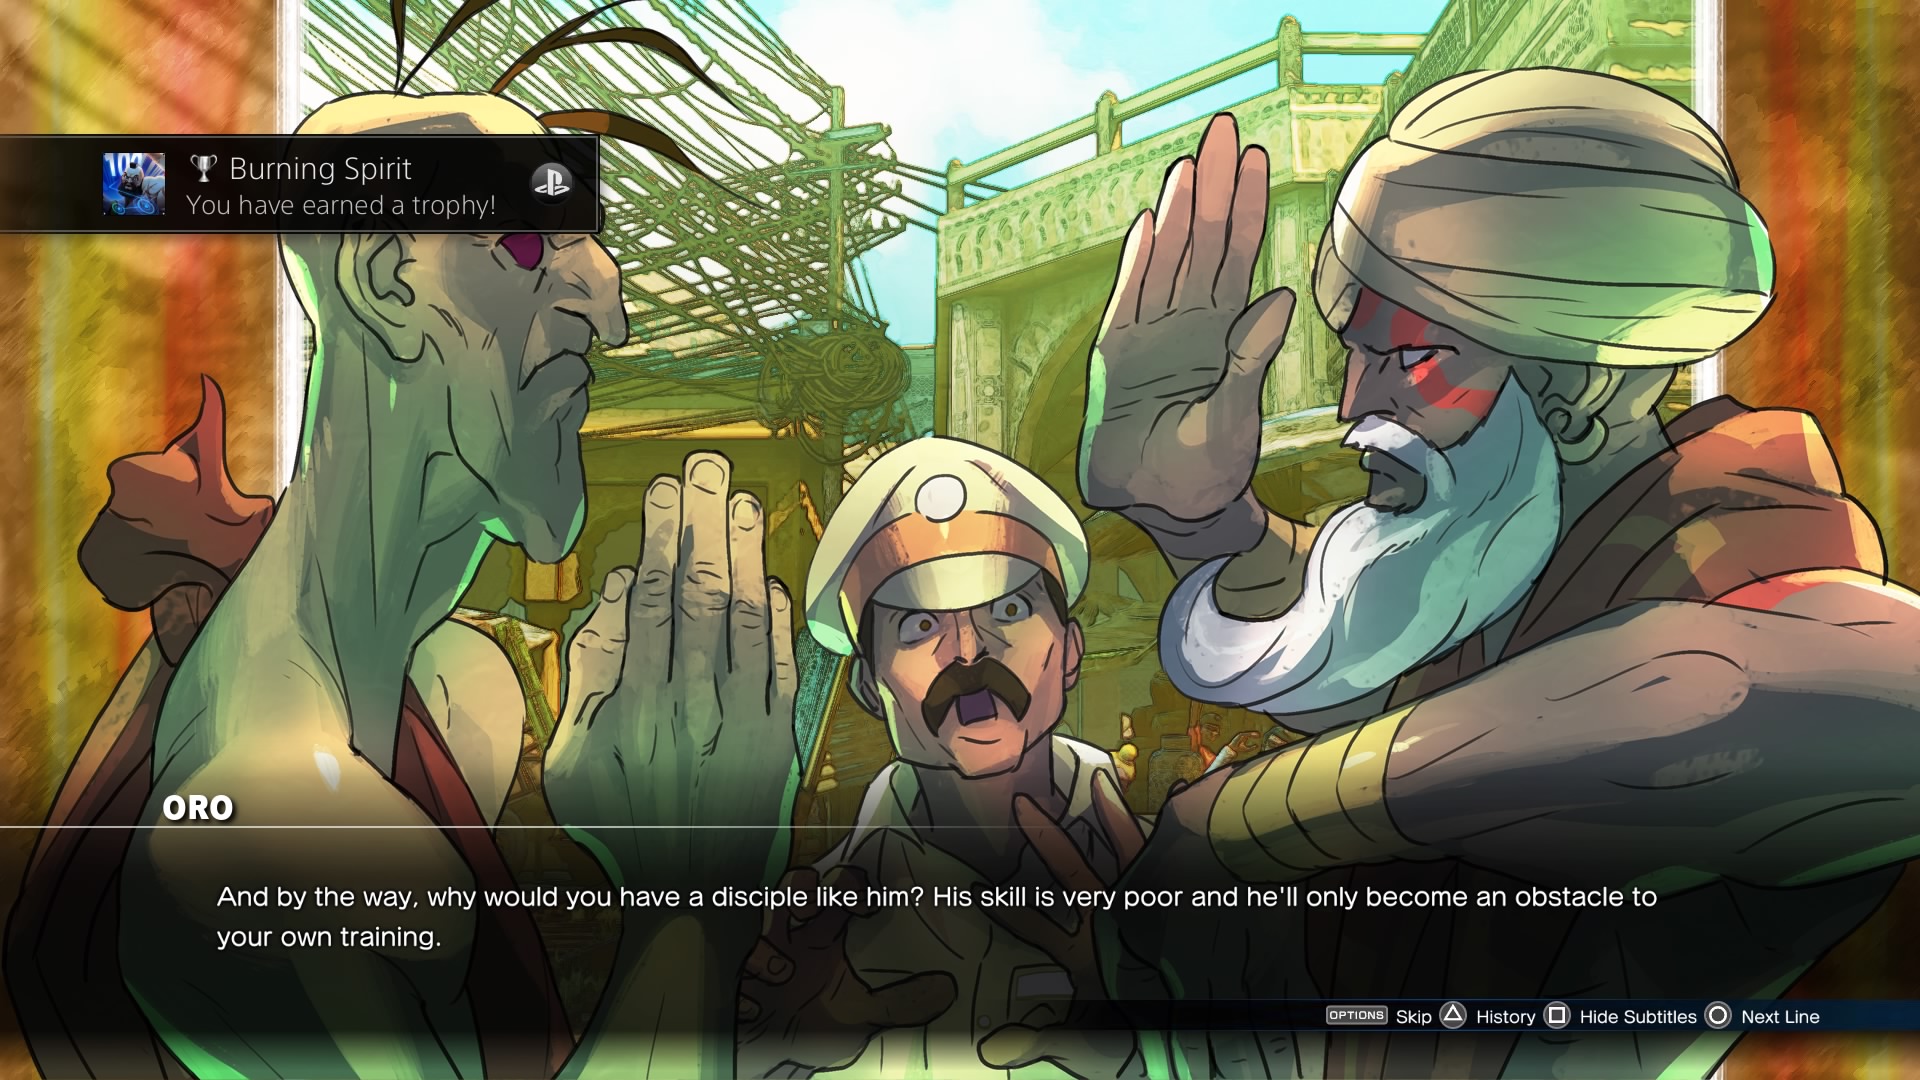 Burning Spirit
You have earned a trophy!
ORO
And by the way, why would you have a disciple like him? His skill is very poor and he'll only become an obstacle to
your own training.
OPTIONS Skip History Hide Subtitles Next Line